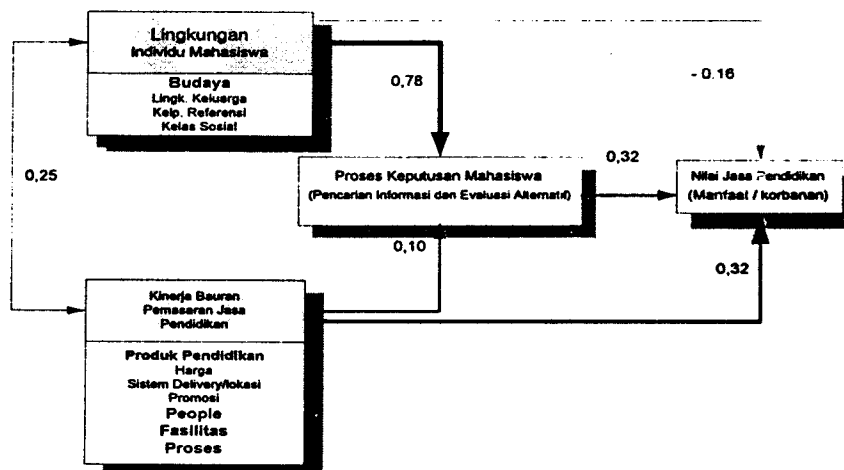 Lingkungan
Individu Mahasiswa
Budaya
Lingk. Keluarga
Kelp. Referensi
Kelas Sosial
0,78
- 0.16
0,25
Proses Keputusan Mahasiswa
(Pencarian Informasi dan Evaluasi Alternatif)
0,32
Nilai Jasa Pendidikan
(Manfaat / korbanan)
0,10
0,32
Kinerja Bauran
Pemasaran Jasa
Pendidikan
Produk Pendidikan
Harga
Sistem Delivery/lokasi
Promosi
People
Fasilitas
Proses